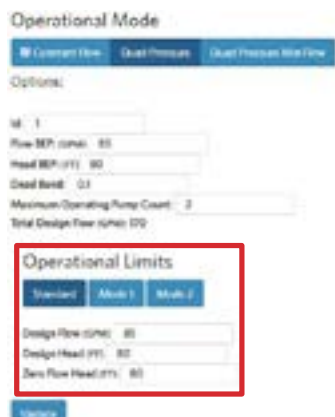 Operational Mode
Constant Flow Quad Pressure Quad Pressure Max Flow
Options:
Id: 1
Flow BEP: (GPM) 85
Head BEP: (FT) 80
Dead Band: 0.1
Maximum Operating Pump Count: 2
Total Design Flow (GPM): 170
Operational Limits
Standard Mode 1 Mode 2
Design Flow (GPM): 85
Design Head (FT): 80
Zero Flow Head (FT): 80